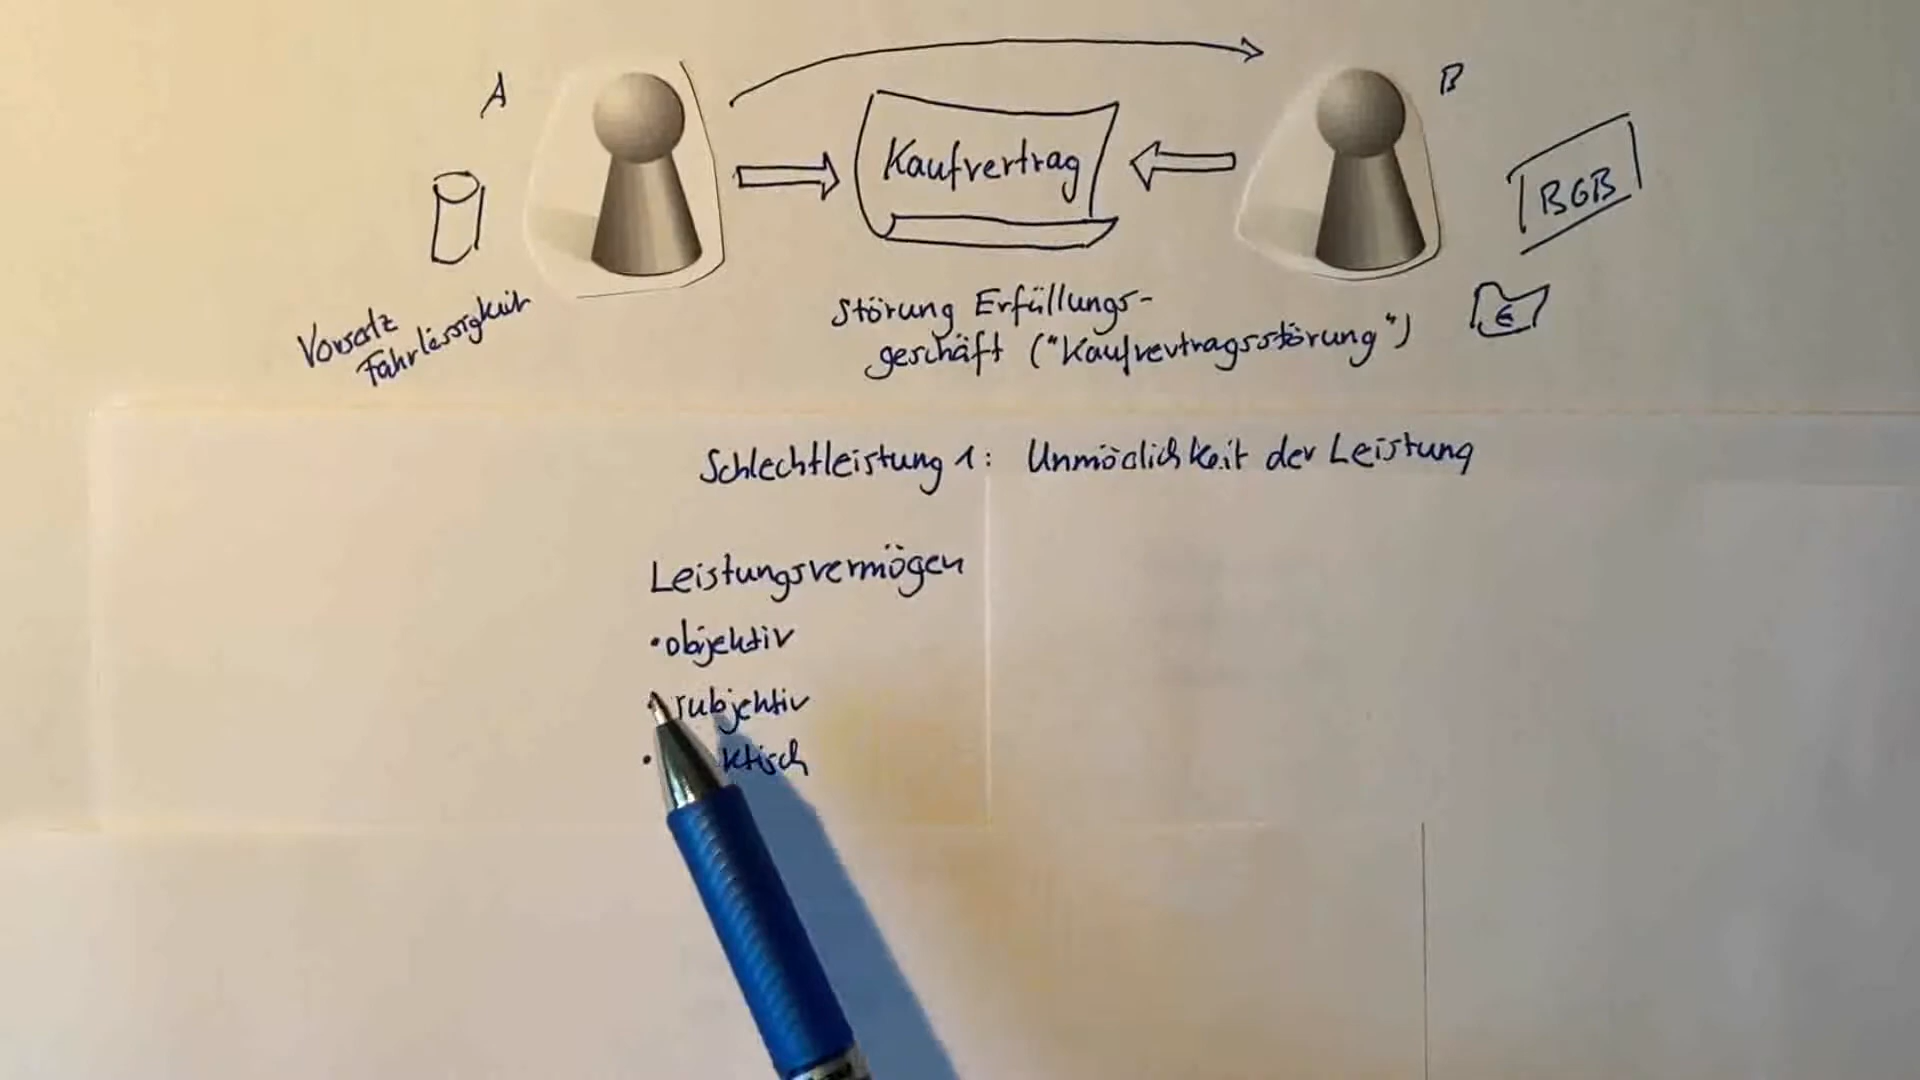 A
B
Kaufvertrag
BGB
€
Vorsatz
Fahrlässigkeit
Störung Erfüllungs-
geschäft ("Kaufvertragsstörung")
Schlechtleistung 1: Unmöglichkeit der Leistung
Leistungsvermögen
• objektiv
• subjektiv
•